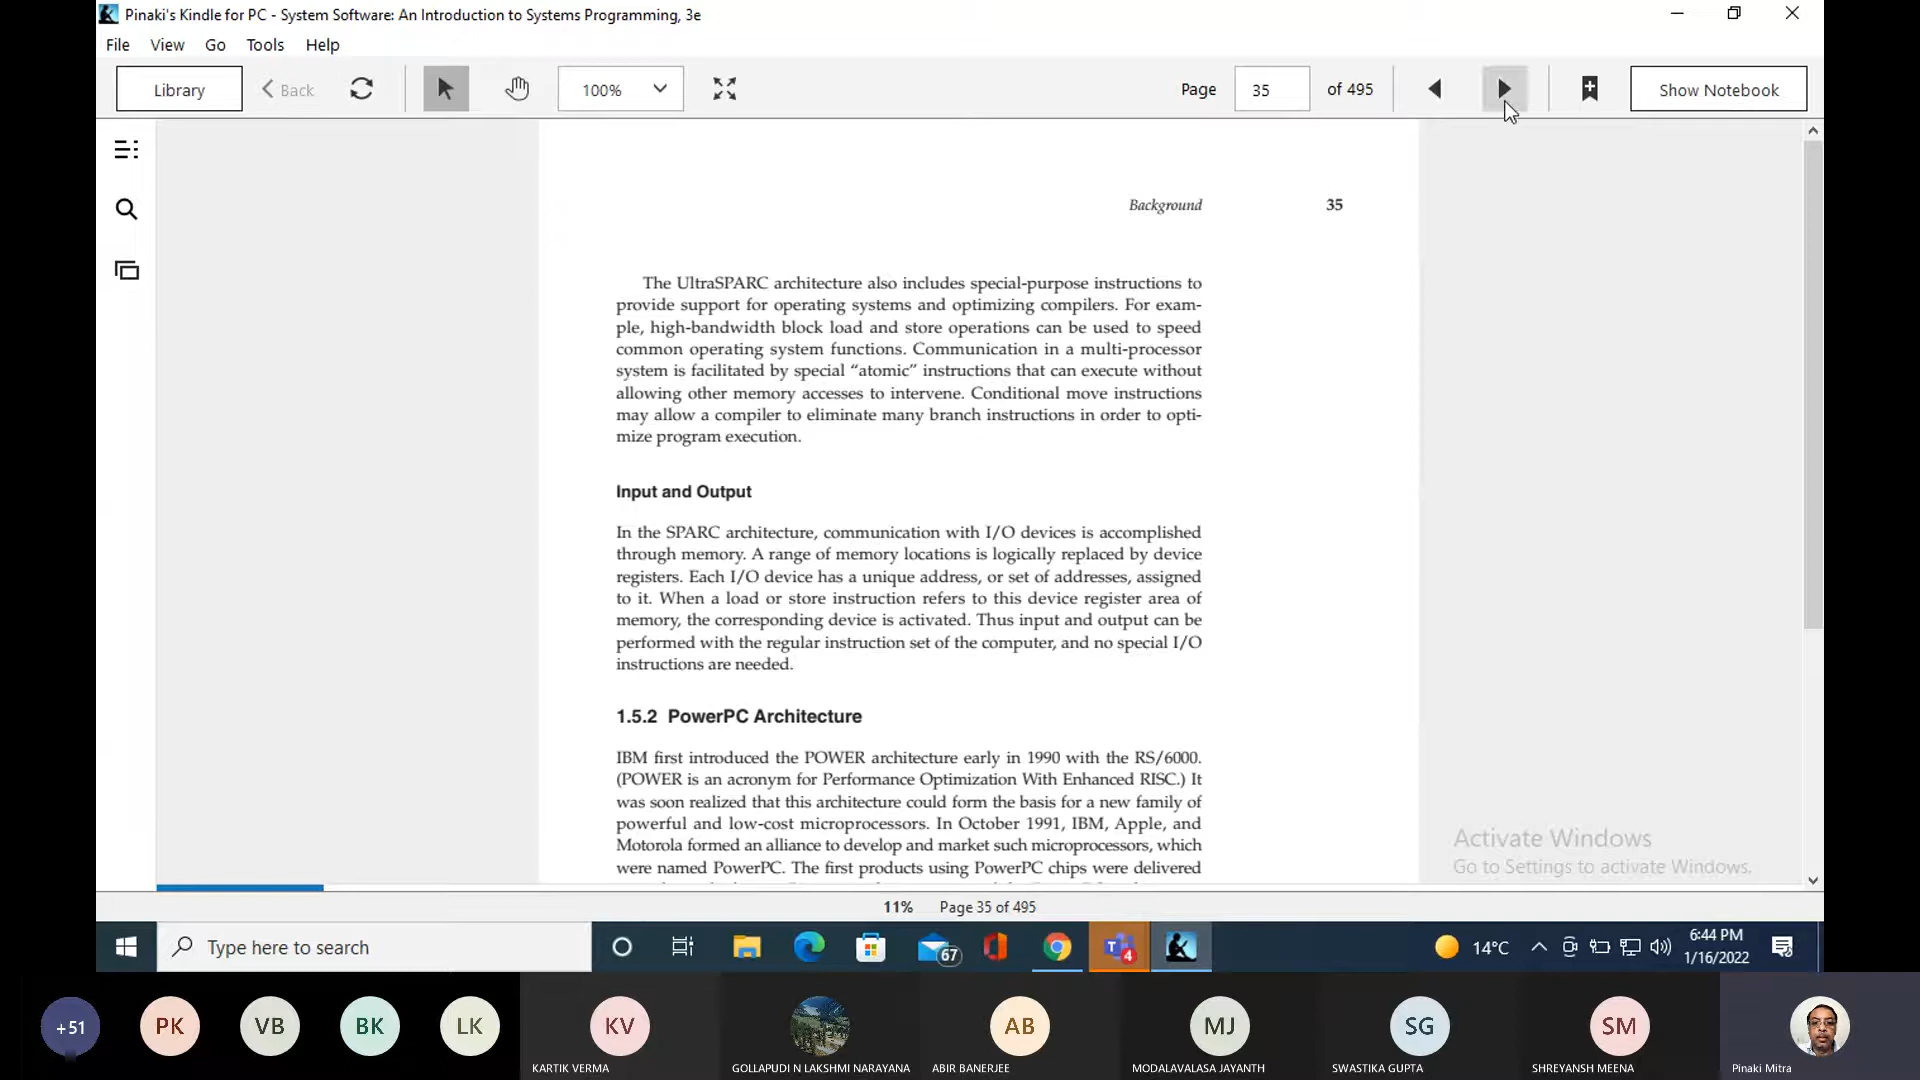 Pinaki's Kindle for PC - System Software: An Introduction to Systems Programming, 3e
File View Go Tools Help
Library Back 100% Page 35 of 495 Show Notebook
Background 35
The UltraSPARC architecture also includes special-purpose instructions to
provide support for operating systems and optimizing compilers. For exam-
ple, high-bandwidth block load and store operations can be used to speed
common operating system functions. Communication in a multi-processor
system is facilitated by special “atomic” instructions that can execute without
allowing other memory accesses to intervene. Conditional move instructions
may allow a compiler to eliminate many branch instructions in order to opti-
mize program execution.
Input and Output
In the SPARC architecture, communication with I/O devices is accomplished
through memory. A range of memory locations is logically replaced by device
registers. Each I/O device has a unique address, or set of addresses, assigned
to it. When a load or store instruction refers to this device register area of
memory, the corresponding device is activated. Thus input and output can be
performed with the regular instruction set of the computer, and no special I/O
instructions are needed.
1.5.2 PowerPC Architecture
IBM first introduced the POWER architecture early in 1990 with the RS/6000.
(POWER is an acronym for Performance Optimization With Enhanced RISC.) It
was soon realized that this architecture could form the basis for a new family of
powerful and low-cost microprocessors. In October 1991, IBM, Apple, and
Motorola formed an alliance to develop and market such microprocessors, which
were named PowerPC. The first products using PowerPC chips were delivered
Activate Windows
Go to Settings to activate Windows.
11% Page 35 of 495
Type here to search 67 T 4 14°C 6:44 PM
1/16/2022
+51 PK VB BK LK KV AB MJ SG SM
KARTIK VERMA GOLLAPUDI N LAKSHMI NARAYANA ABIR BANERJEE MODALAVALASA JAYANTH SWASTIKA GUPTA SHREYANSH MEENA Pinaki Mitra